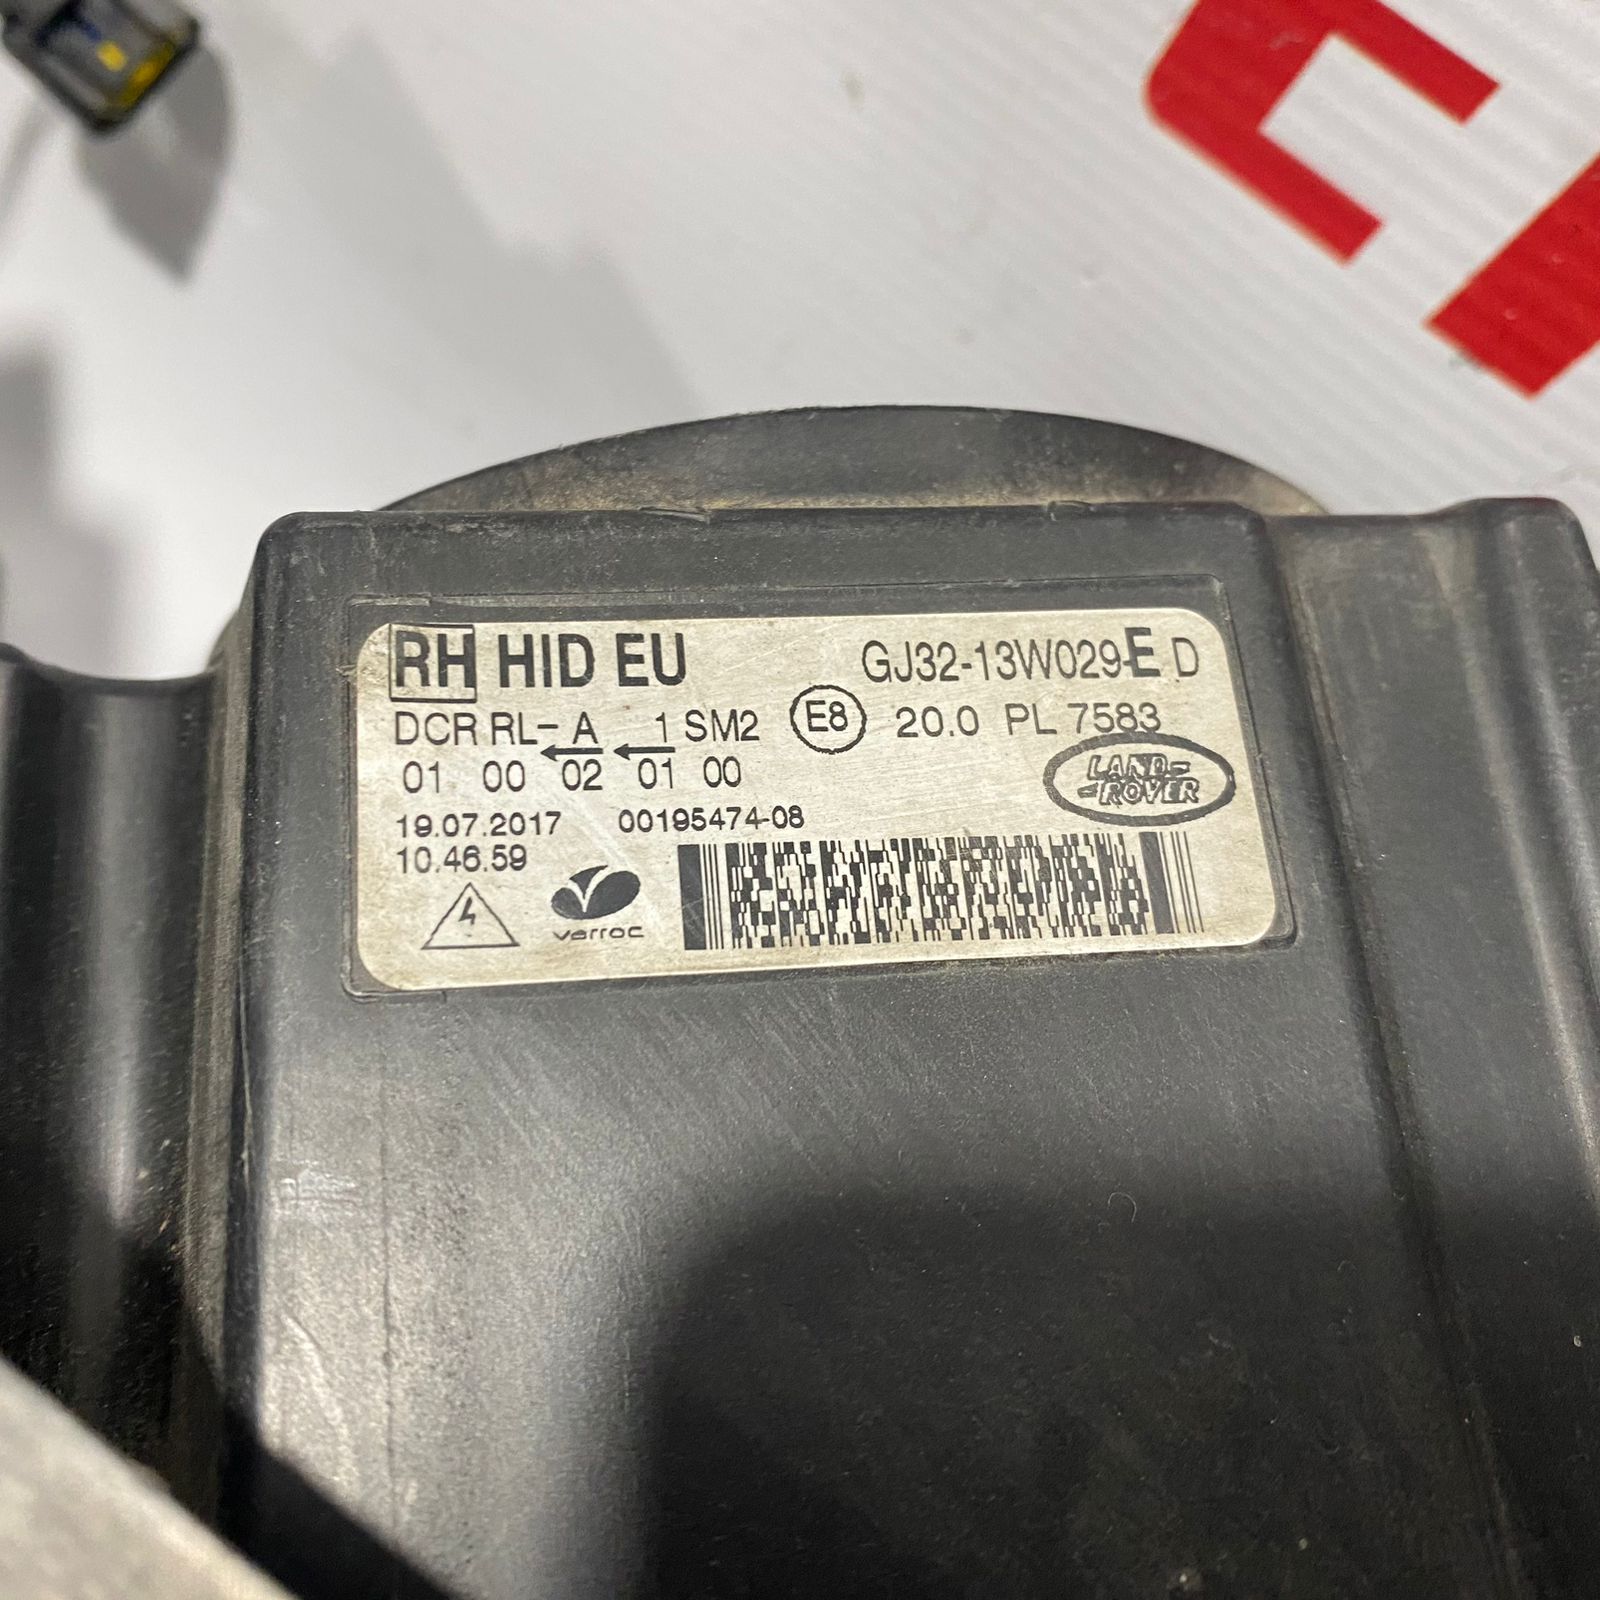 RH HID EU GJ32-13W029-E D
DCR RL- A 1 SM2 E8 20.0 PL 7583
01 00 02 01 00
LAND-
-ROVER
19.07.2017 00195474-08
10.46.59
varroc